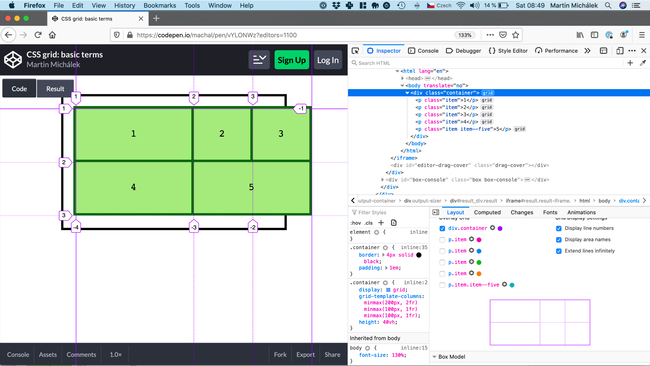 Firefox File Edit View History Bookmarks Tools Window Help
Czech 14 % Sat 08:49 Martin Michálek
CSS grid: basic terms
https://codepen.io/machal/pen/vYLONWz?editors=1100
133%
CSS grid: basic terms
Martin Michálek
Sign Up
Log In
Code Result
1 2 3
1 -1
1 2 3
2
4 5
3
-4 -3 -2
Console Assets Comments 1.0×
Fork Export Share
Inspector Console Debugger Style Editor Performance
Search HTML
<html lang="en">
<head>
</head>
<body translate="no">
<div class="container"> grid
<p class="item">1</p> grid
<p class="item">2</p> grid
<p class="item">3</p> grid
<p class="item">4</p> grid
<p class="item item--five">5</p> grid
</div>
</body>
</html>
</iframe>
<div id="editor-drag-cover" class="drag-cover"></div>
</div>
<div id="box-console" class="box box-console"> </div>
</div>
</div>
utput-container div.output-sizer div#result_div.result iframe#result.result-iframe. html body div.conta
Filter Styles
:hov .cls +
element { inline
}
.container { inline:35
border: 4px solid
black;
padding: 1em;
}
.container { inline:2
display: grid;
grid-template-columns:
minmax(200px, 2fr)
minmax(100px, 1fr)
minmax(100px, 1fr);
height: 40vh;
}
Inherited from body
body { inline:15
font-size: 130%;
}
Layout Computed Changes Fonts Animations
div.container
p.item
p.item
p.item
p.item
p.item.item--five
Display line numbers
Display area names
Extend lines infinitely
Box Model